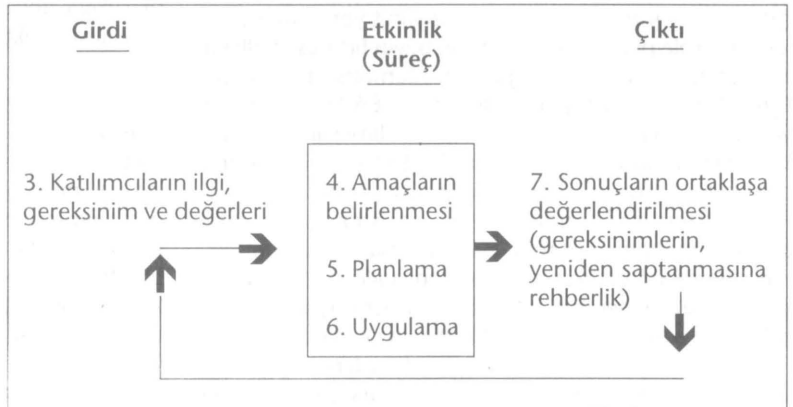 Girdi
Etkinlik
(Süreç)
Çıktı
3. Katılımcıların ilgi,
gereksinim ve değerleri
4. Amaçların
belirlenmesi
5. Planlama
6. Uygulama
7. Sonuçların ortaklaşa
değerlendirilmesi
(gereksinimlerin,
yeniden saptanmasına
rehberlik)